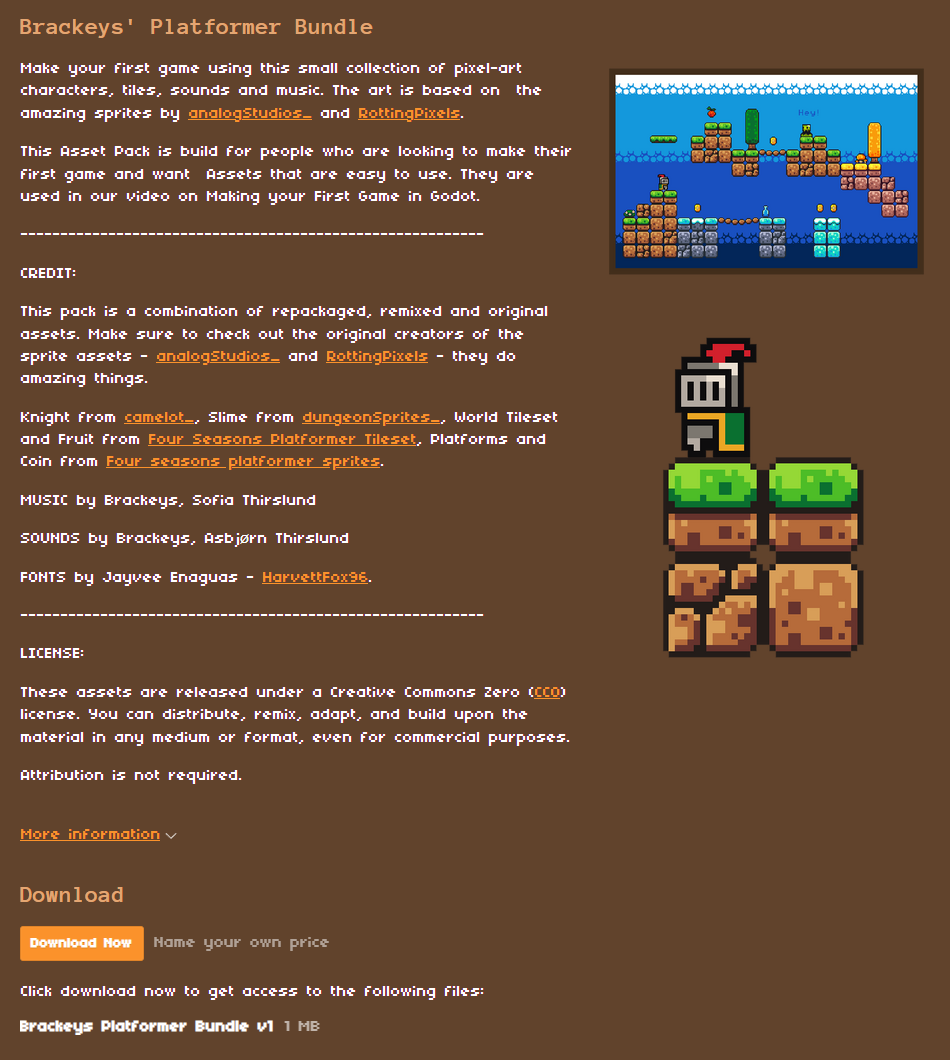 Brackeys' Platformer Bundle
Make your first game using this small collection of pixel-art
characters, tiles, sounds and music. The art is based on  the
amazing sprites by analogStudios_ and RottingPixels.
This Asset Pack is build for people who are looking to make their
first game and want  Assets that are easy to use. They are
used in our video on Making your First Game in Godot.
----------------------------------------------------------
CREDIT:
This pack is a combination of repackaged, remixed and original
assets. Make sure to check out the original creators of the
sprite assets - analogStudios_ and RottingPixels - they do
amazing things.
Knight from camelot_, Slime from dungeonSprites_, World Tileset
and Fruit from Four Seasons Platformer Tileset, Platforms and
Coin from Four seasons platformer sprites.
MUSIC by Brackeys, Sofia Thirslund
SOUNDS by Brackeys, Asbjørn Thirslund
FONTS by Jayvee Enaguas - HarvettFox96.
----------------------------------------------------------
LICENSE:
These assets are released under a Creative Commons Zero (CC0)
license. You can distribute, remix, adapt, and build upon the
material in any medium or format, even for commercial purposes.
Attribution is not required.
More information
Download
Download Now Name your own price
Click download now to get access to the following files:
Brackeys Platformer Bundle v1 1 MB
Hey!